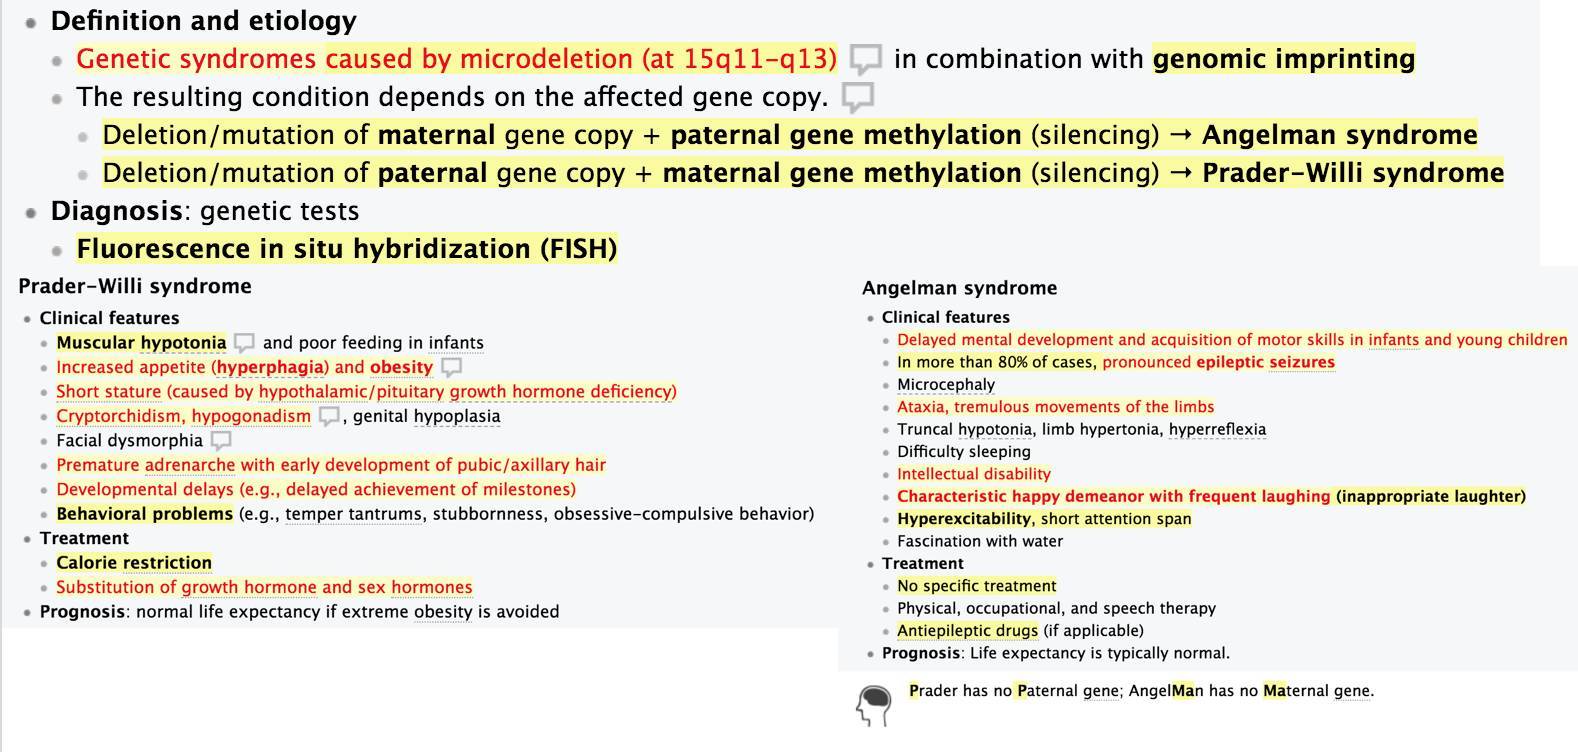 Definition and etiology
Genetic syndromes caused by microdeletion (at 15q11-q13) in combination with genomic imprinting
The resulting condition depends on the affected gene copy.
Deletion/mutation of maternal gene copy + paternal gene methylation (silencing) → Angelman syndrome
Deletion/mutation of paternal gene copy + maternal gene methylation (silencing) → Prader-Willi syndrome
Diagnosis: genetic tests
Fluorescence in situ hybridization (FISH)
Prader-Willi syndrome
Clinical features
Muscular hypotonia and poor feeding in infants
Increased appetite (hyperphagia) and obesity
Short stature (caused by hypothalamic/pituitary growth hormone deficiency)
Cryptorchidism, hypogonadism , genital hypoplasia
Facial dysmorphia
Premature adrenarche with early development of pubic/axillary hair
Developmental delays (e.g., delayed achievement of milestones)
Behavioral problems (e.g., temper tantrums, stubbornness, obsessive-compulsive behavior)
Treatment
Calorie restriction
Substitution of growth hormone and sex hormones
Prognosis: normal life expectancy if extreme obesity is avoided
Angelman syndrome
Clinical features
Delayed mental development and acquisition of motor skills in infants and young children
In more than 80% of cases, pronounced epileptic seizures
Microcephaly
Ataxia, tremulous movements of the limbs
Truncal hypotonia, limb hypertonia, hyperreflexia
Difficulty sleeping
Intellectual disability
Characteristic happy demeanor with frequent laughing (inappropriate laughter)
Hyperexcitability, short attention span
Fascination with water
Treatment
No specific treatment
Physical, occupational, and speech therapy
Antiepileptic drugs (if applicable)
Prognosis: Life expectancy is typically normal.
Prader has no Paternal gene; AngelMan has no Maternal gene.